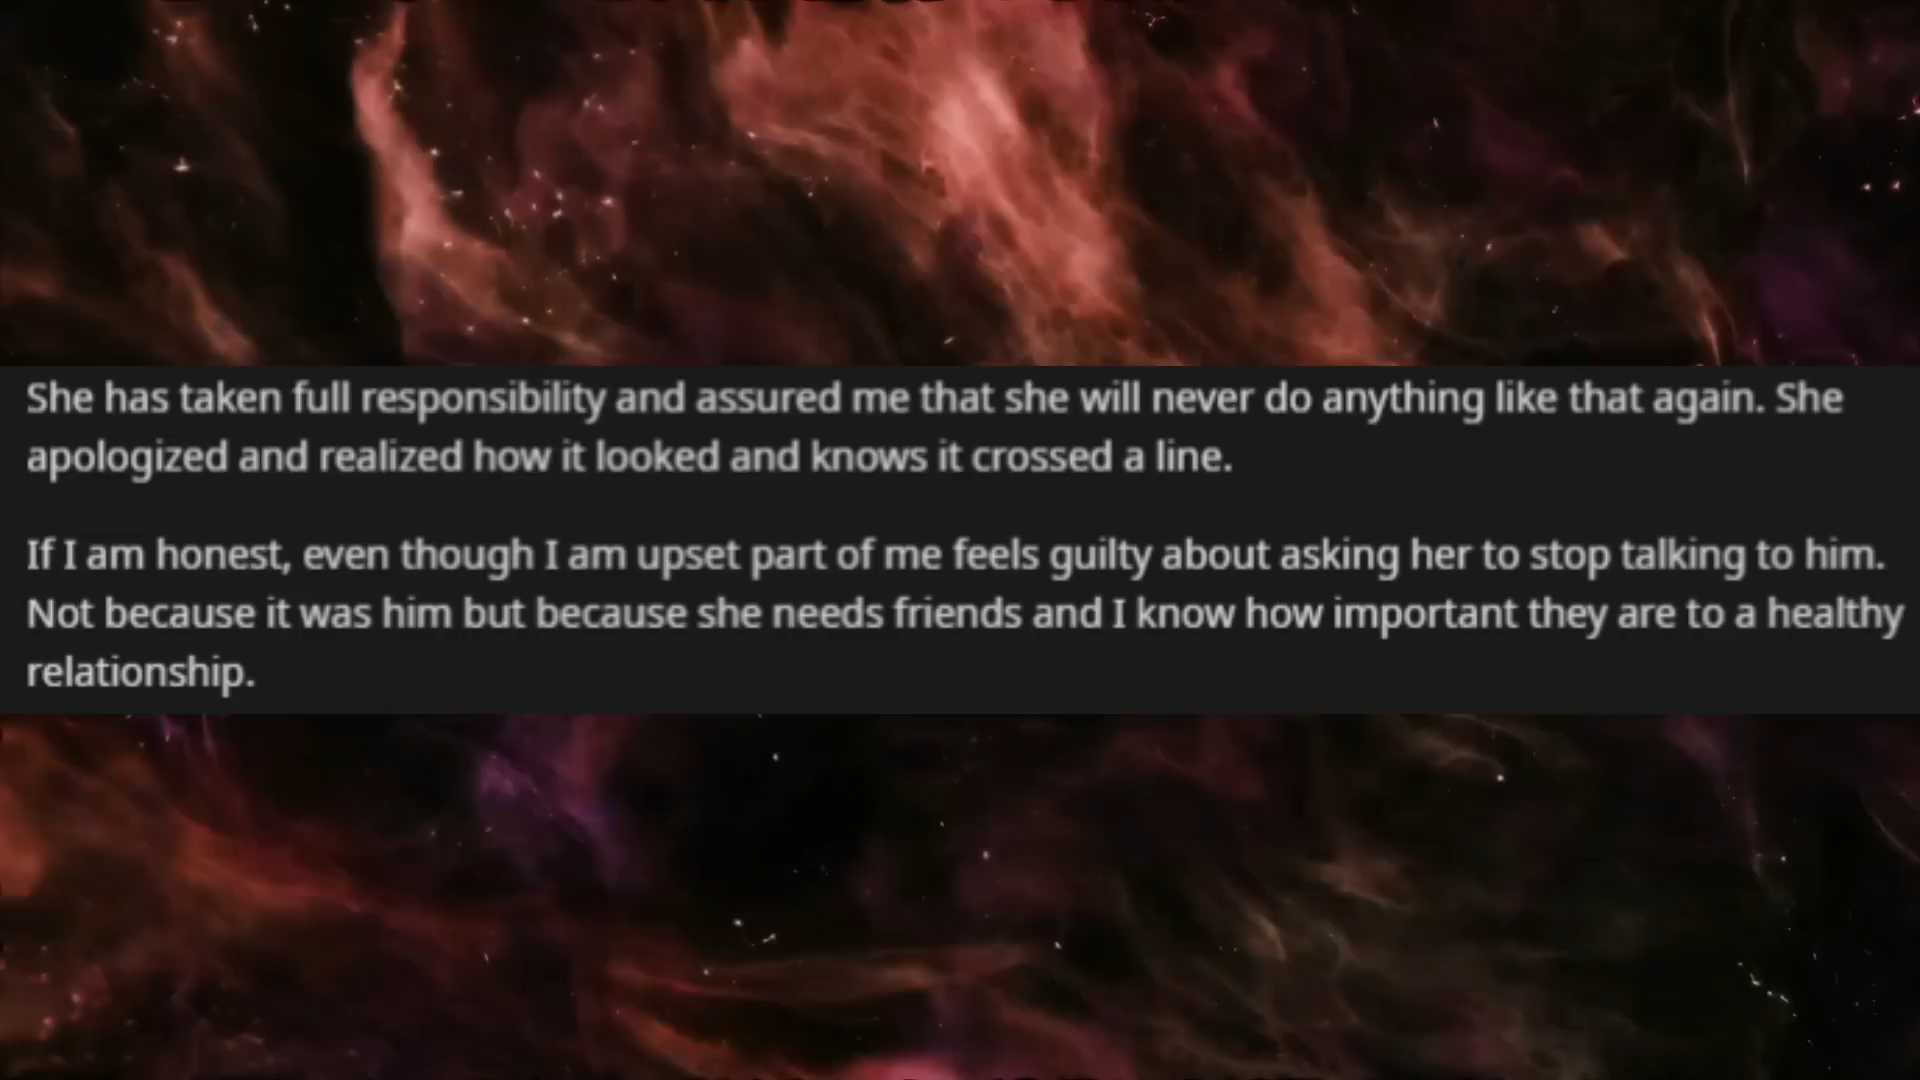 She has taken full responsibility and assured me that she will never do anything like that again. She
apologized and realized how it looked and knows it crossed a line.
If I am honest, even though I am upset part of me feels guilty about asking her to stop talking to him.
Not because it was him but because she needs friends and I know how important they are to a healthy
relationship.